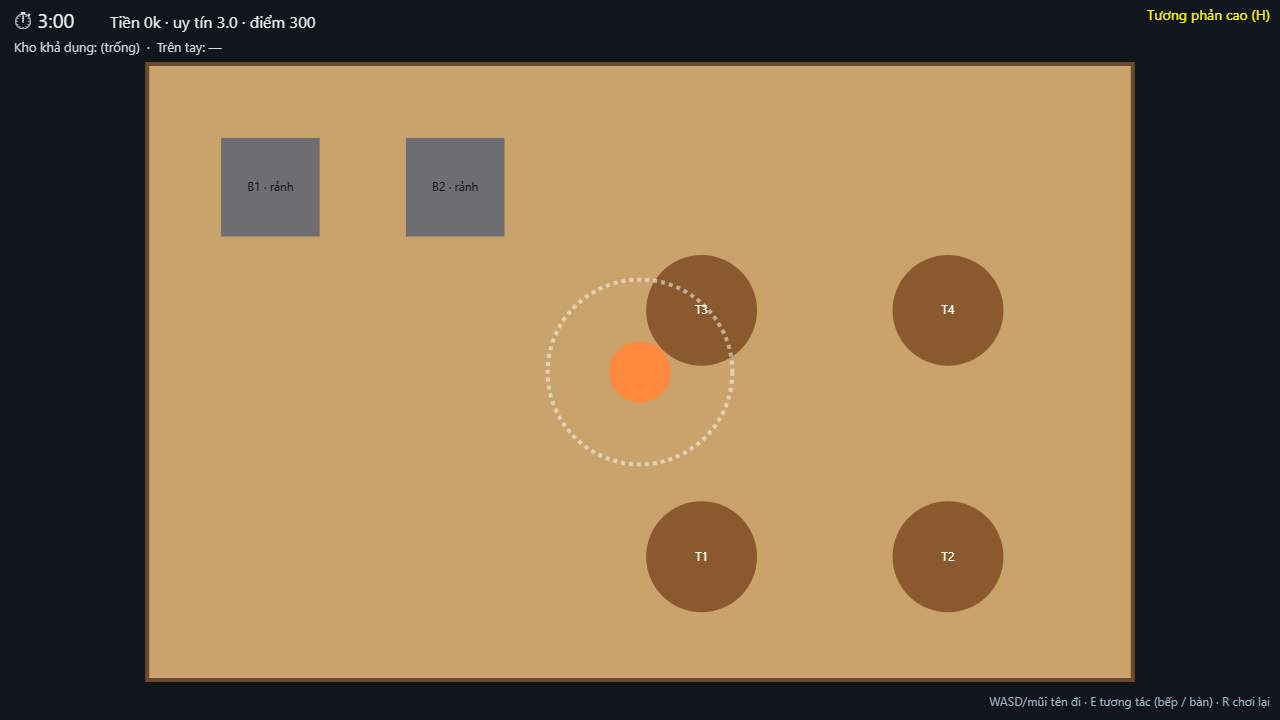 ⏱ 3:00 Tiền 0k · uy tín 3.0 · điểm 300
Tương phản cao (H)
Kho khả dụng: (trống) · Trên tay: —
B1 · rảnh
B2 · rảnh
T3
T4
T1
T2
WASD/mũi tên đi · E tương tác (bếp / bàn) · R chơi lại